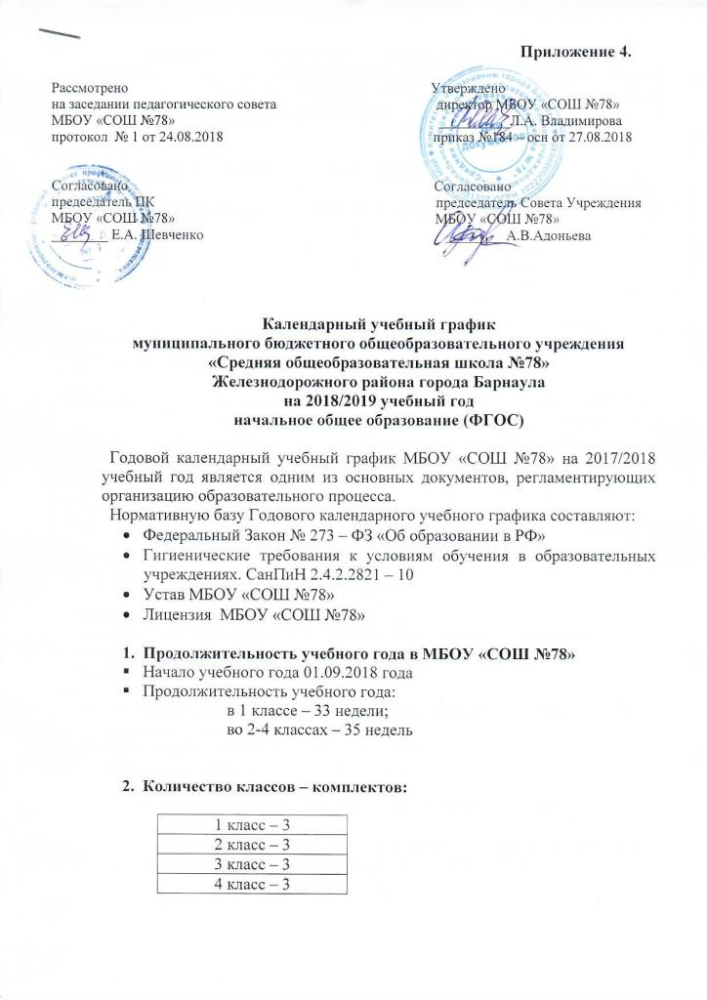 Приложение 4.
Рассмотрено
на заседании педагогического совета
МБОУ «СОШ №78»
протокол № 1 от 24.08.2018
Утверждено
директор МБОУ «СОШ №78»
Л.А. Владимирова
приказ №184 – осн от 27.08.2018
Согласовано
председатель ПК
МБОУ «СОШ №78»
Е.А. Шевченко
Согласовано
председатель Совета Учреждения
МБОУ «СОШ №78»
А.В.Адоньева
Календарный учебный график
муниципального бюджетного общеобразовательного учреждения
«Средняя общеобразовательная школа №78»
Железнодорожного района города Барнаула
на 2018/2019 учебный год
начальное общее образование (ФГОС)
Годовой календарный учебный график МБОУ «СОШ №78» на 2017/2018
учебный год является одним из основных документов, регламентирующих
организацию образовательного процесса.
Нормативную базу Годового календарного учебного графика составляют:
• Федеральный Закон № 273 – ФЗ «Об образовании в РФ»
• Гигиенические требования к условиям обучения в образовательных
учреждениях. СанПиН 2.4.2.2821 – 10
• Устав МБОУ «СОШ №78»
• Лицензия МБОУ «СОШ №78»
1. Продолжительность учебного года в МБОУ «СОШ №78»
▪ Начало учебного года 01.09.2018 года
▪ Продолжительность учебного года:
в 1 классе – 33 недели;
во 2-4 классах – 35 недель
2. Количество классов – комплектов:
1 класс – 3
2 класс – 3
3 класс – 3
4 класс – 3